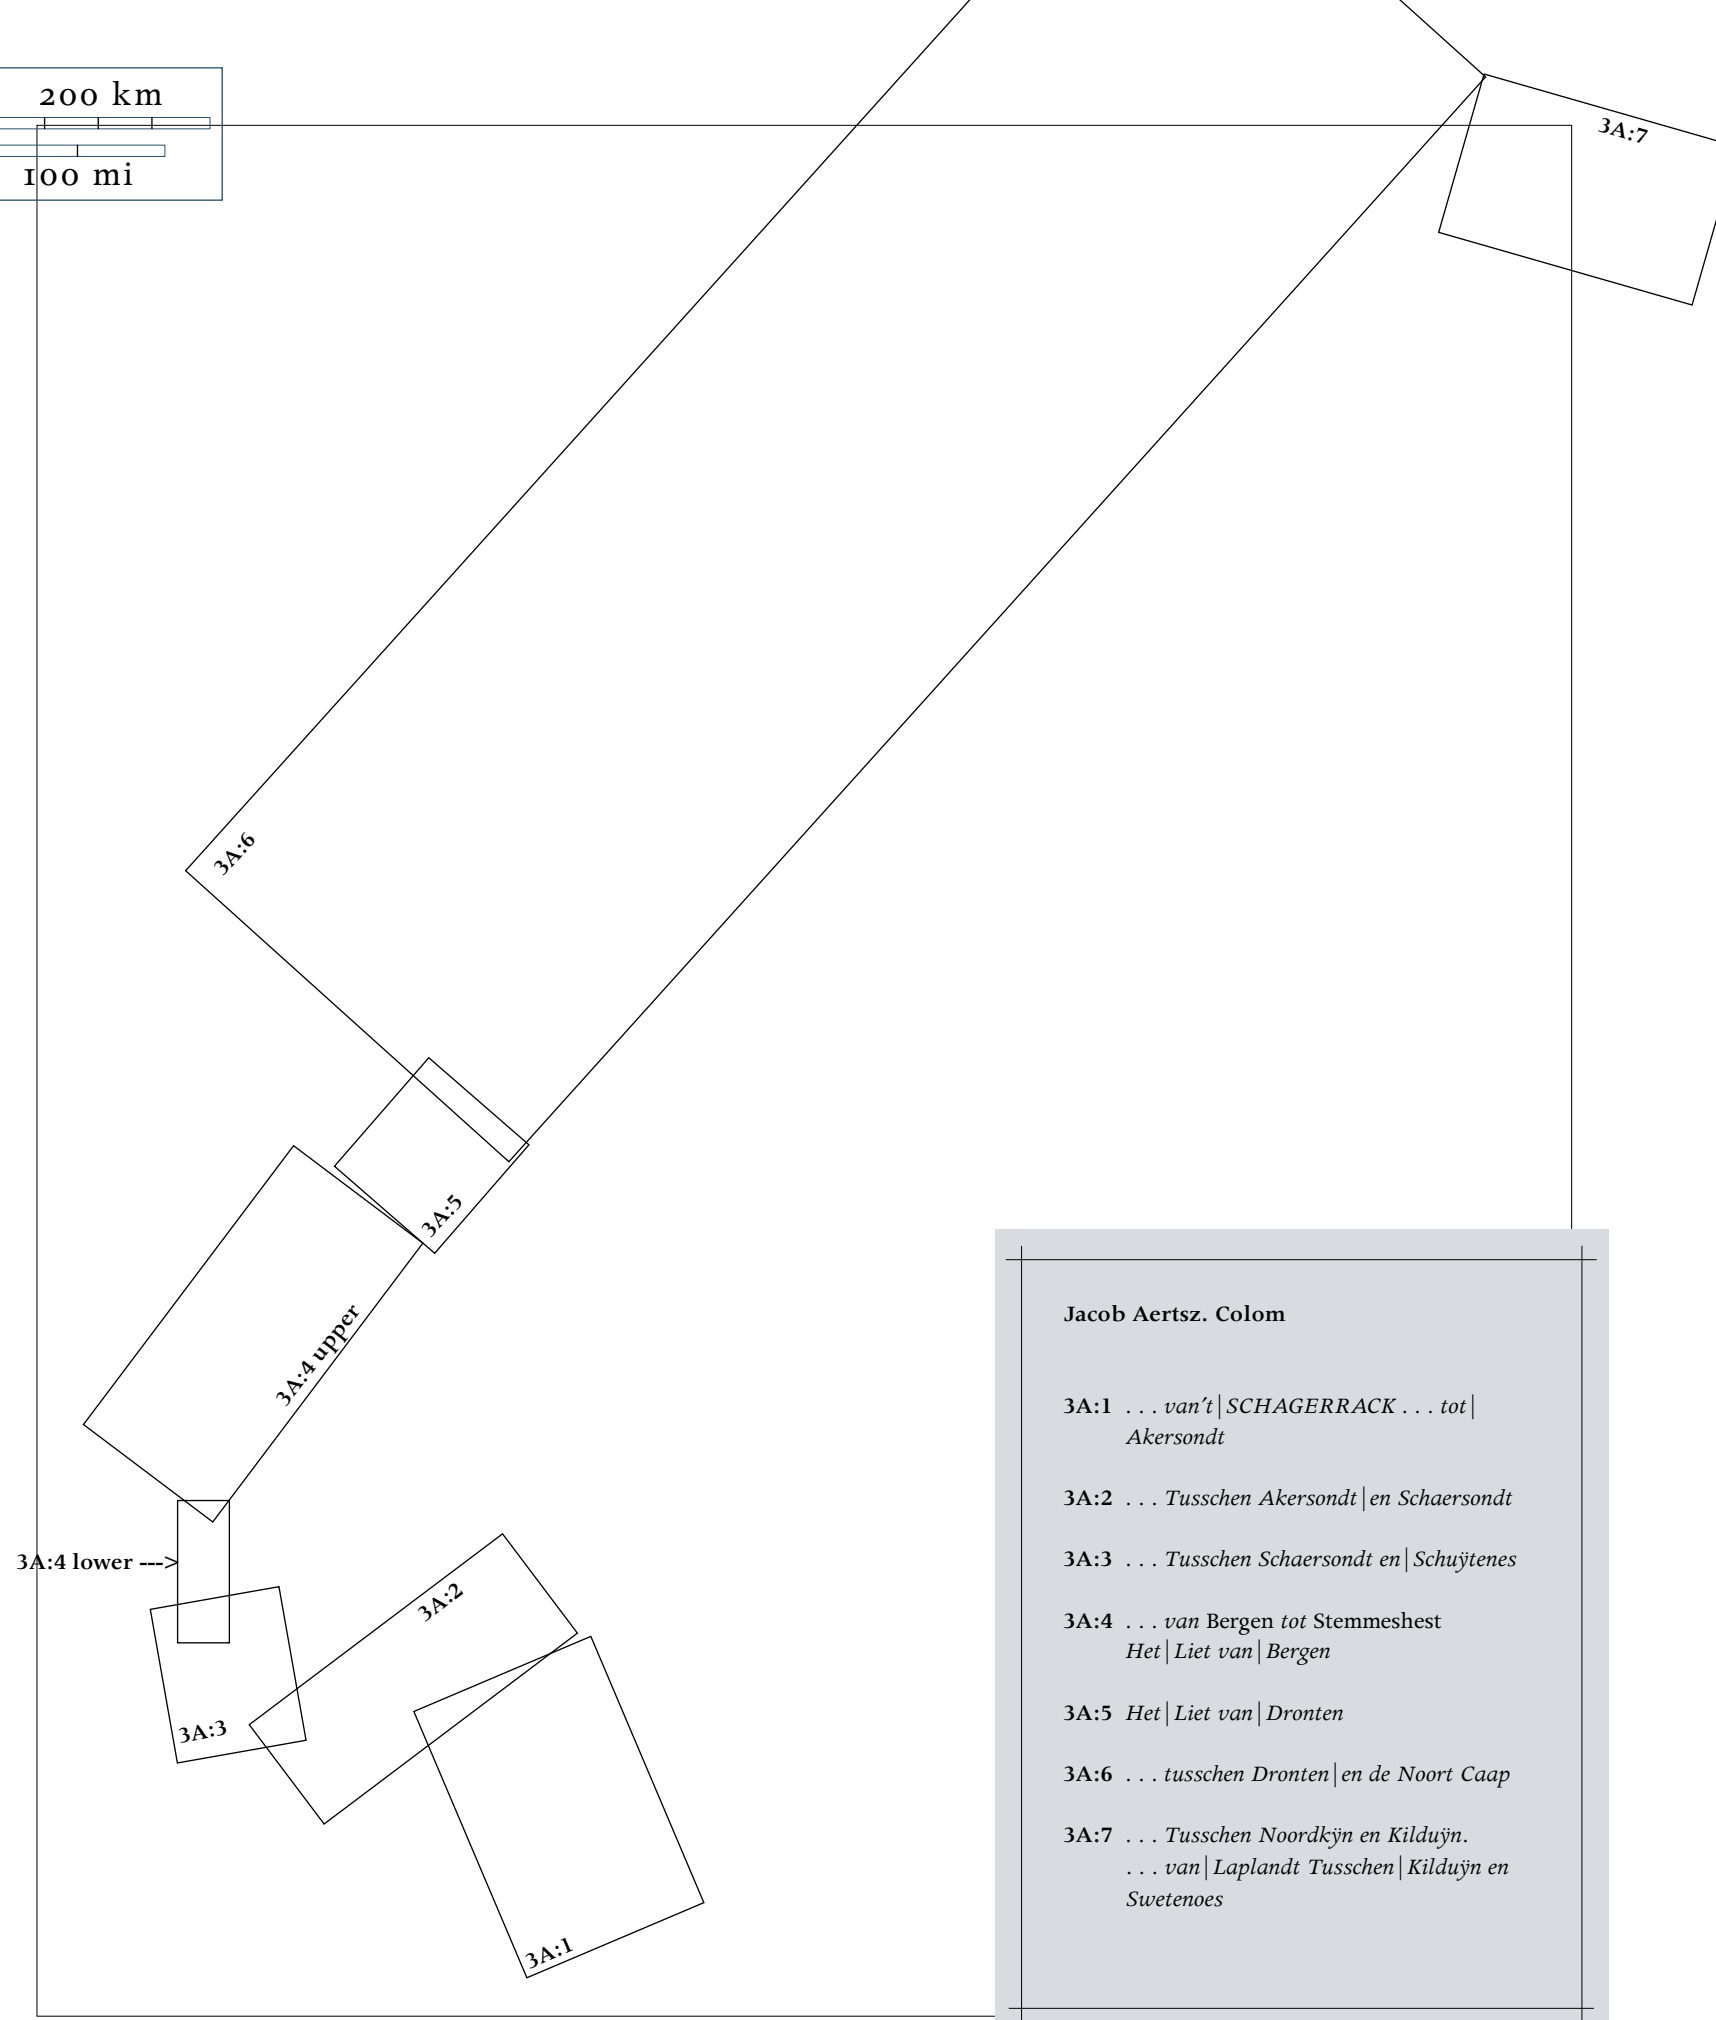 200 km
100 mi
3A:7
3A:6
3A:5
3A:4 upper
3A:4 lower --->
3A:2
3A:3
3A:1
Jacob Aertsz. Colom
3A:1 . . . van't|SCHAGERRACK . . . tot|
Akersondt
3A:2 . . . Tusschen Akersondt|en Schaersondt
3A:3 . . . Tusschen Schaersondt en|Schuÿtenes
3A:4 . . . van Bergen tot Stemmeshest
Het|Liet van|Bergen
3A:5 Het|Liet van|Dronten
3A:6 . . . tusschen Dronten|en de Noort Caap
3A:7 . . . Tusschen Noordkÿn en Kilduÿn.
. . . van|Laplandt Tusschen|Kilduÿn en
Swetenoes